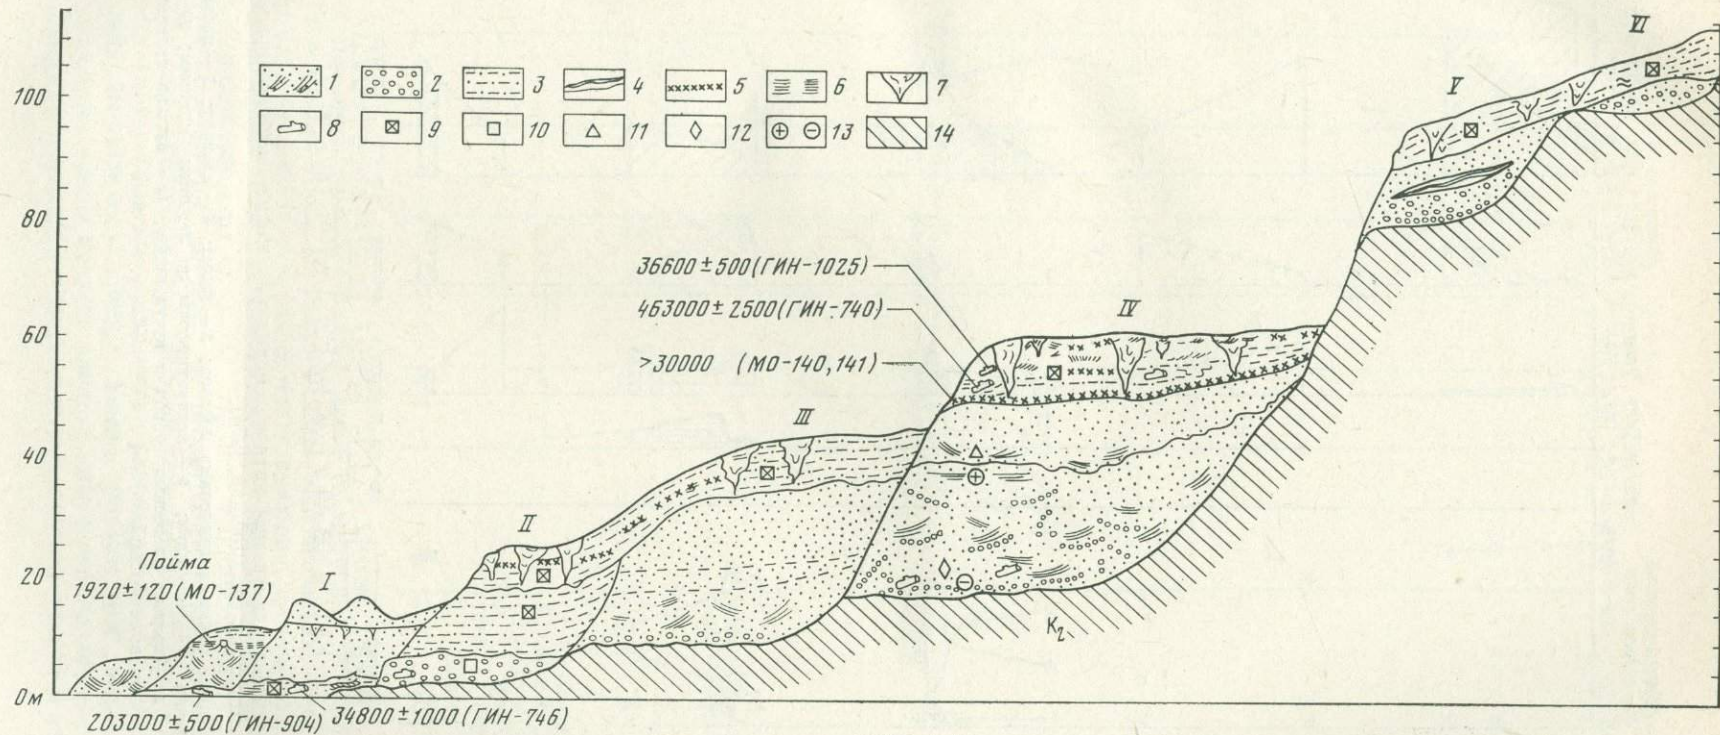 VI
100
1 2 3 4 5 6 7
V
8 9 10 11 12 13 14
80
36600±500(ГИН-1025)
463000±2500(ГИН-740)
IV
60
>30000 (МО-140,141)
III
40
II
Пойма
20
1920±120(МО-137)
I
K₂
0м
203000±500(ГИН-904)
34800±1000(ГИН-746)